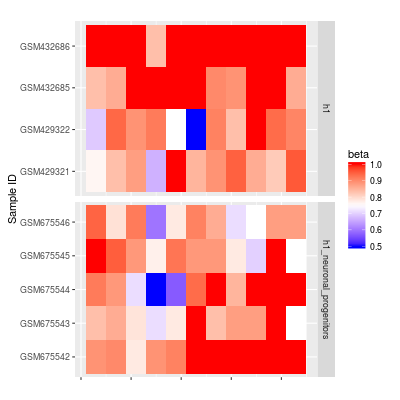 GSM432686
GSM432685
GSM429322
GSM429321
h1
GSM675546
GSM675545
GSM675544
GSM675543
GSM675542
h1_neuronal_progenitors
Sample ID
beta
1.0
0.9
0.8
0.7
0.6
0.5